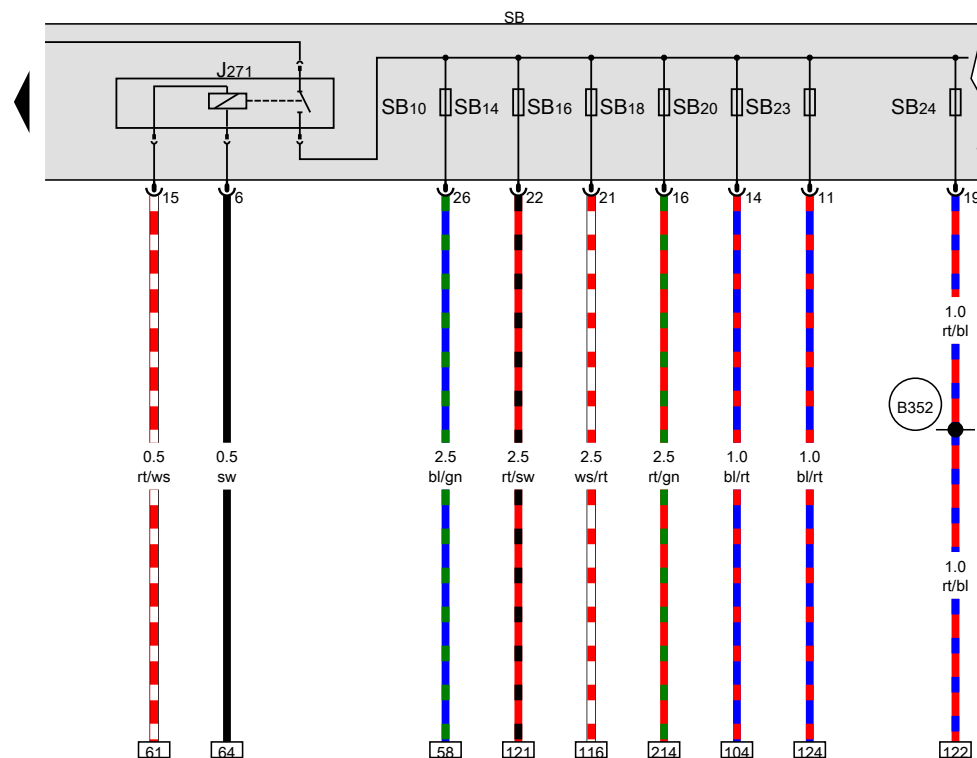 SB
J271
SB10 SB14 SB16 SB18 SB20 SB23 SB24
15 6 26 22 21 16 14 11 19
1.0
rt/bl
B352
0.5 0.5 2.5 2.5 2.5 2.5 1.0 1.0
rt/ws sw bl/gn rt/sw ws/rt rt/gn bl/rt bl/rt
1.0
rt/bl
61 64 58 121 116 214 104 124 122